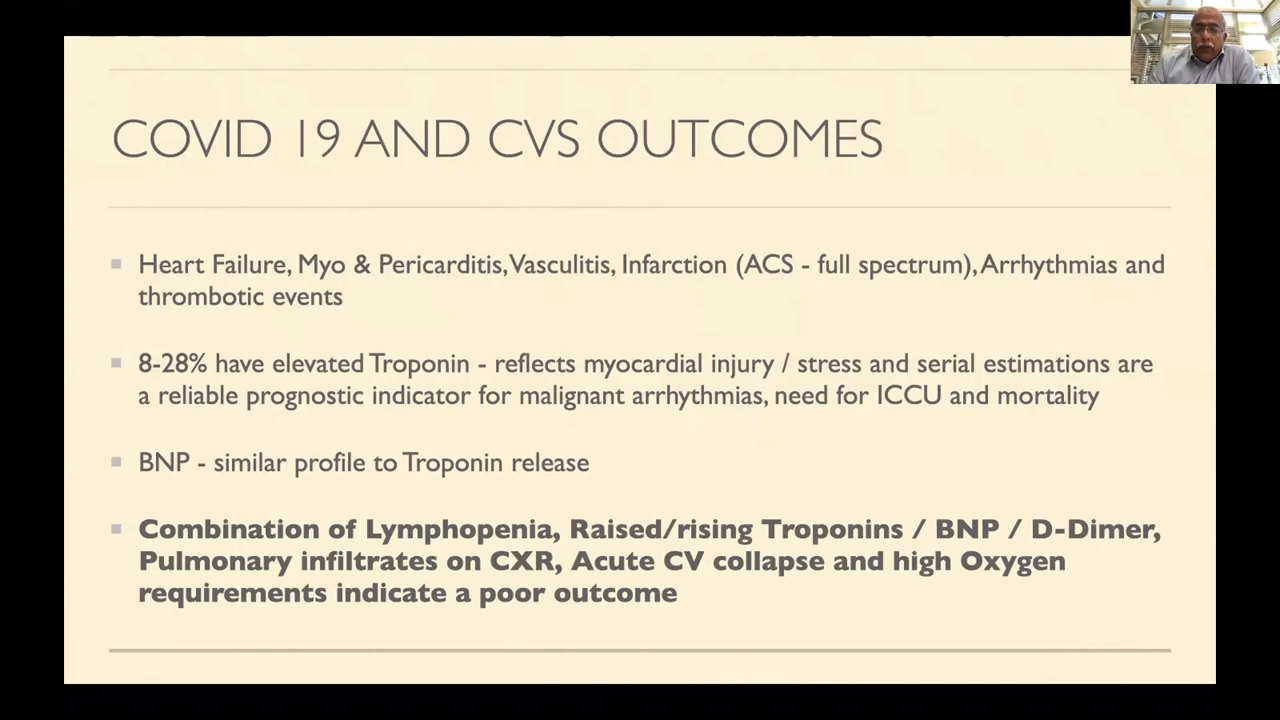 COVID 19 AND CVS OUTCOMES
Heart Failure, Myo & Pericarditis, Vasculitis, Infarction (ACS - full spectrum), Arrhythmias and
thrombotic events
8-28% have elevated Troponin - reflects myocardial injury / stress and serial estimations are
a reliable prognostic indicator for malignant arrhythmias, need for ICCU and mortality
BNP - similar profile to Troponin release
Combination of Lymphopenia, Raised/rising Troponins / BNP / D-Dimer,
Pulmonary infiltrates on CXR, Acute CV collapse and high Oxygen
requirements indicate a poor outcome